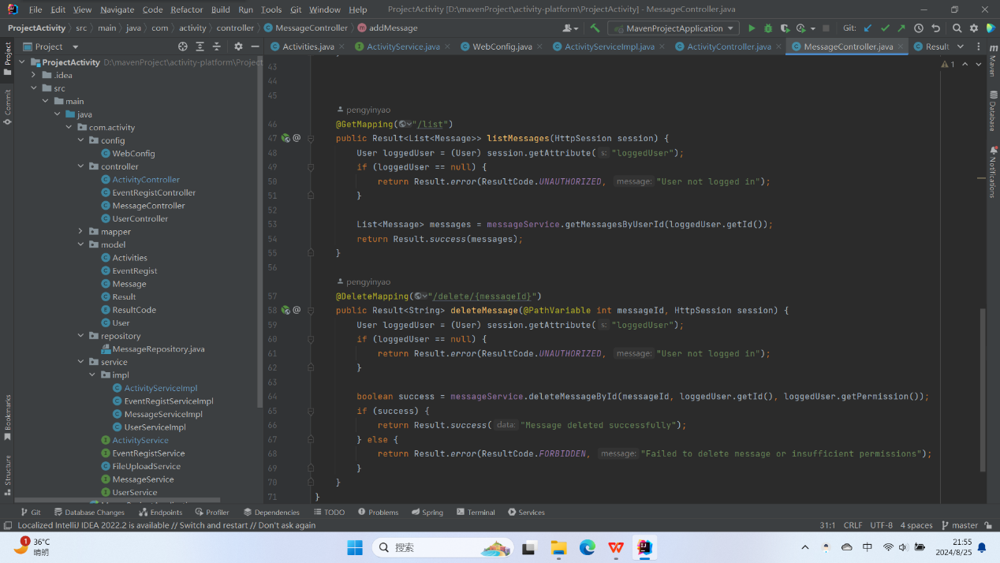 File Edit View Navigate Code Refactor Build Run Tools Git Window Help ProjectActivity [D:\mavenProject\activity-platform\ProjectActivity] - MessageController.java
ProjectActivity src main java com activity controller MessageController addMessage MavenProjectApplication Git:
Project Activities.java ActivityService.java WebConfig.java ActivityServiceImpl.java ActivityController.java MessageController.java Result
ProjectActivity D:\mavenProject\activity-platform\Project
.idea
src
main
java
com.activity
config
WebConfig
controller
ActivityController
EventRegistController
MessageController
UserController
mapper
model
Activities
EventRegist
Message
Result
ResultCode
User
repository
MessageRepository.java
service
impl
ActivityServiceImpl
EventRegistServiceImpl
MessageServiceImpl
UserServiceImpl
ActivityService
EventRegistService
FileUploadService
MessageService
UserService
Project
Commit
Bookmarks
Structure
1
43
44
45
pengyinyao
46 @GetMapping("/list")
47 public Result<List<Message>> listMessages(HttpSession session) {
48 User loggedUser = (User) session.getAttribute( s: "loggedUser");
49 if (loggedUser == null) {
50 return Result.error(ResultCode.UNAUTHORIZED, message: "User not logged in");
51 }
52
53 List<Message> messages = messageService.getMessagesByUserId(loggedUser.getId());
54 return Result.success(messages);
55 }
56
pengyinyao
57 @DeleteMapping("/delete/{messageId}")
58 public Result<String> deleteMessage(@PathVariable int messageId, HttpSession session) {
59 User loggedUser = (User) session.getAttribute( s: "loggedUser");
60 if (loggedUser == null) {
61 return Result.error(ResultCode.UNAUTHORIZED, message: "User not logged in");
62 }
63
64 boolean success = messageService.deleteMessageById(messageId, loggedUser.getId(), loggedUser.getPermission());
65 if (success) {
66 return Result.success( data: "Message deleted successfully");
67 } else {
68 return Result.error(ResultCode.FORBIDDEN, message: "Failed to delete message or insufficient permissions");
69 }
70 }
71 }
Maven
Database
Notifications
Git Database Changes Endpoints Profiler Dependencies TODO Problems Spring Terminal Services
Localized IntelliJ IDEA 2022.2 is available // Switch and restart // Don't ask again 31:1 CRLF UTF-8 4 spaces master
1 36°C
晴朗
搜索
中
21:55
2024/8/25